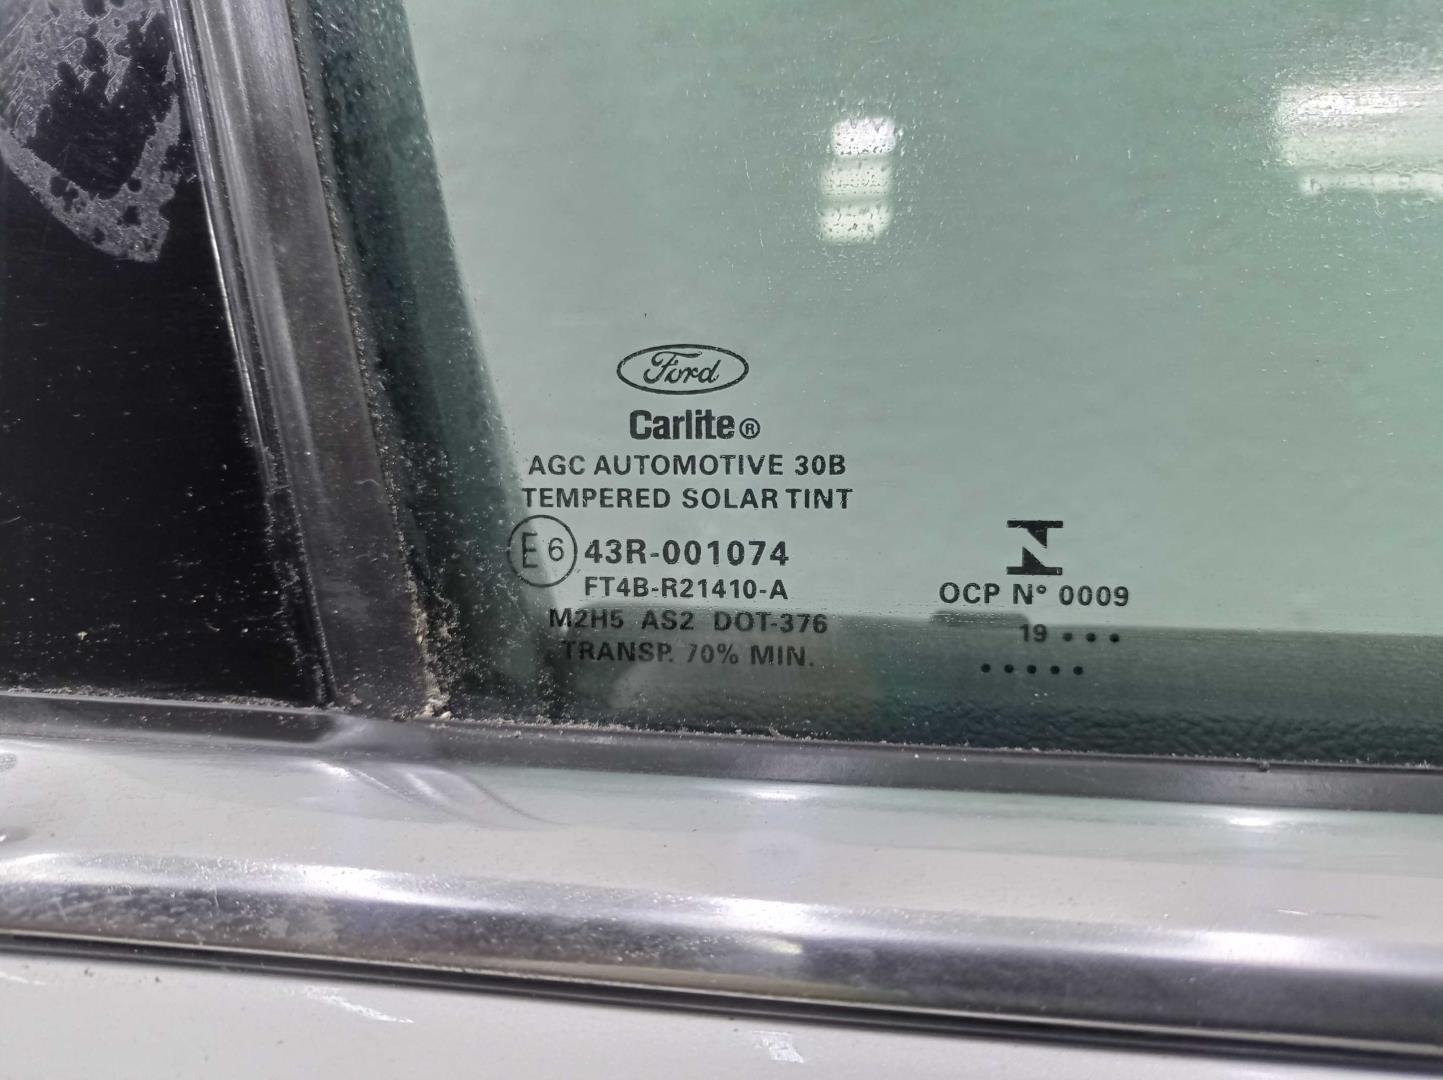 Ford
Carlite®
AGC AUTOMOTIVE 30B
TEMPERED SOLAR TINT
E6 43R-001074
FT4B-R21410-A
M2H5 AS2 DOT-376
TRANSP. 70% MIN.
OCP N° 0009
19 • • •
• • • • •